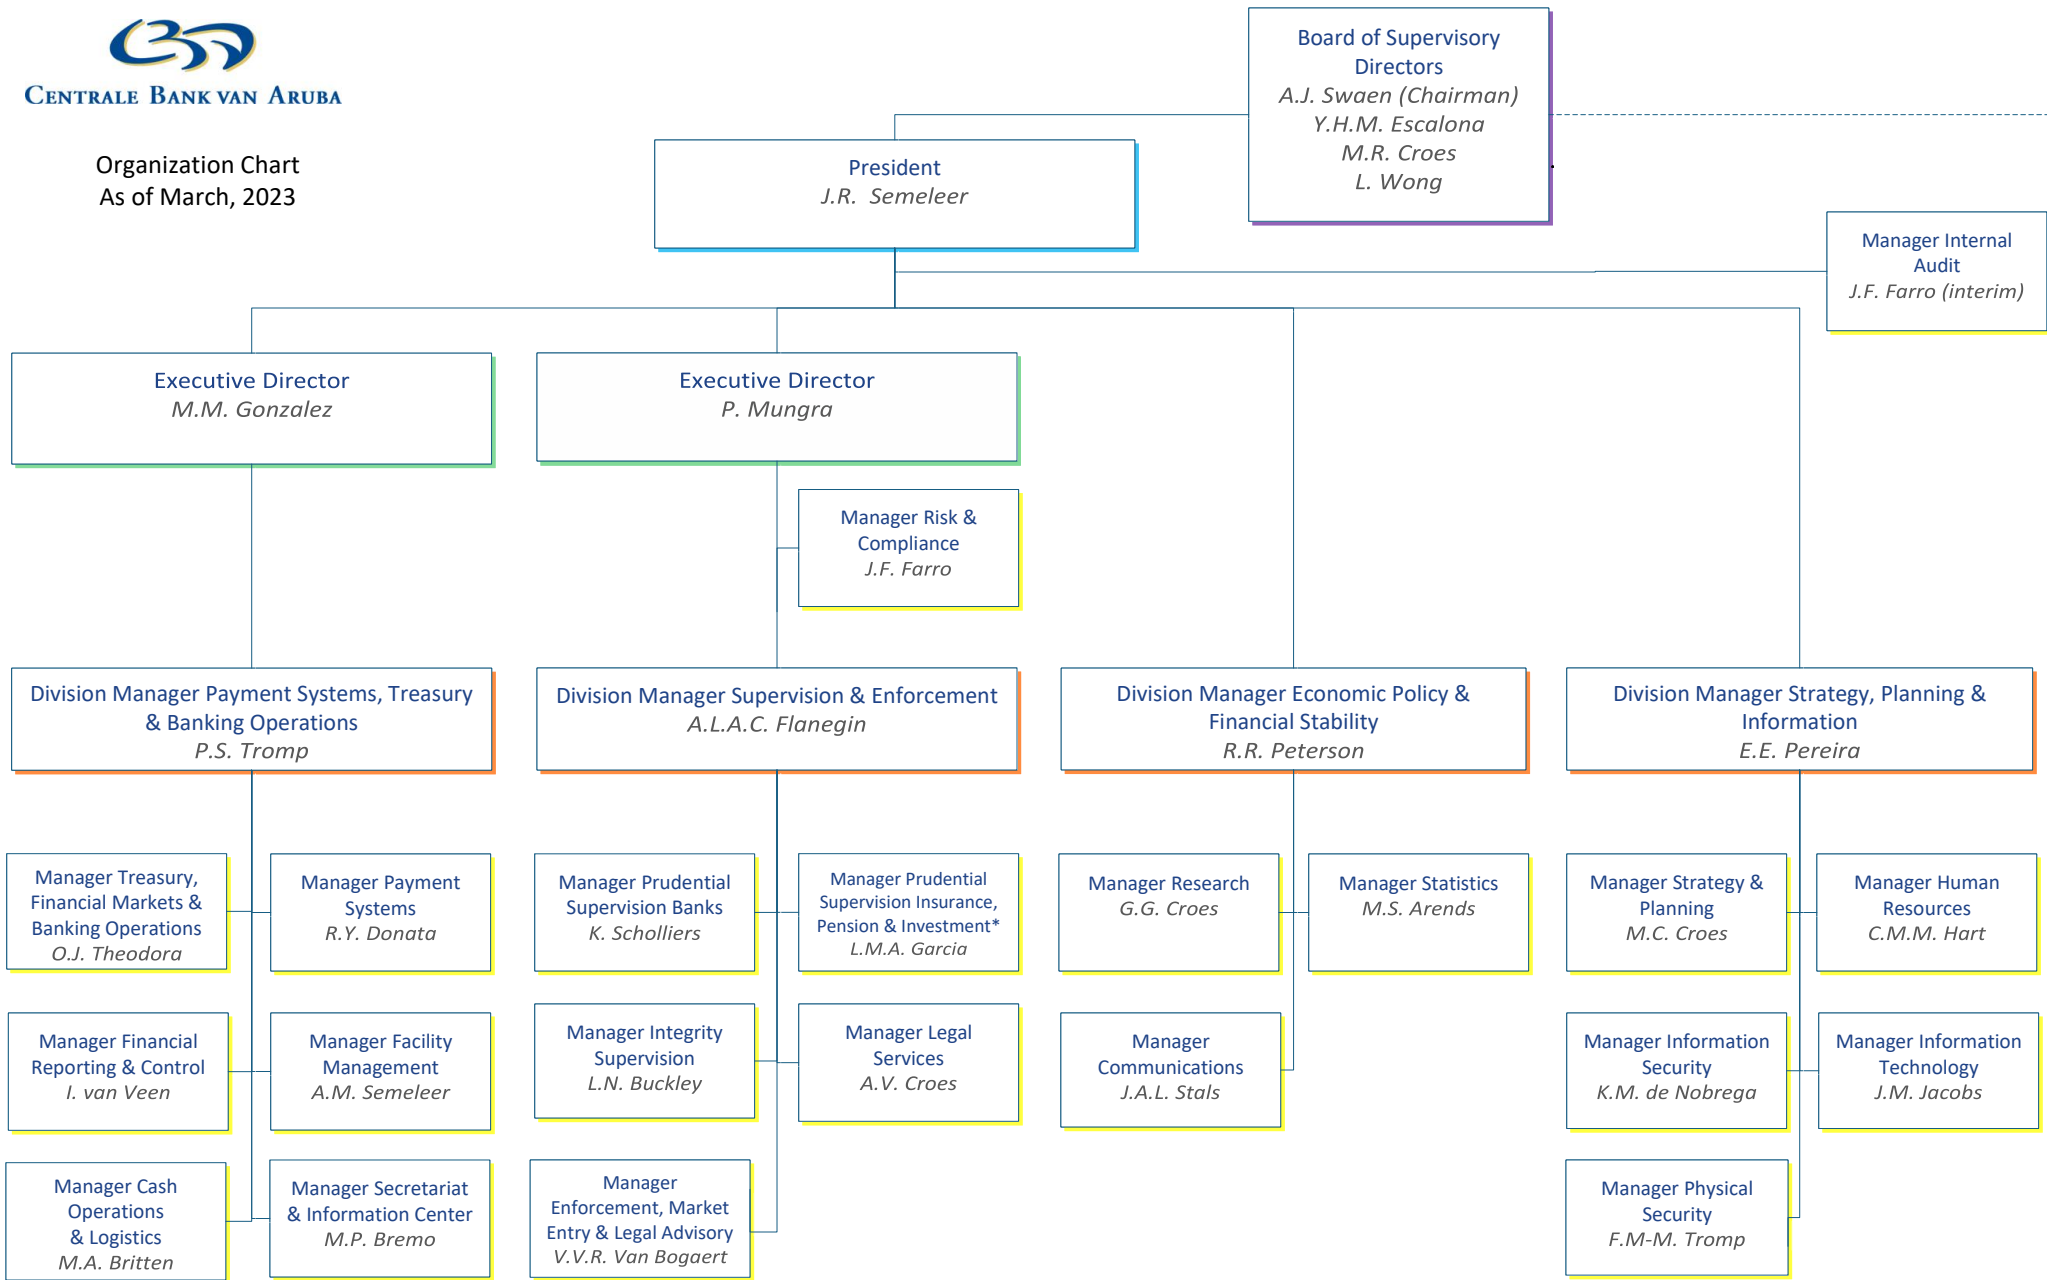 CENTRALE BANK VAN ARUBA
Organization Chart
As of March, 2023
Board of Supervisory
Directors
A.J. Swaen (Chairman)
Y.H.M. Escalona
M.R. Croes
L. Wong
President
J.R. Semeleer
Manager Internal
Audit
J.F. Farro (interim)
Executive Director
M.M. Gonzalez
Executive Director
P. Mungra
Manager Risk &
Compliance
J.F. Farro
Division Manager Payment Systems, Treasury
& Banking Operations
P.S. Tromp
Division Manager Supervision & Enforcement
A.L.A.C. Flanegin
Division Manager Economic Policy &
Financial Stability
R.R. Peterson
Division Manager Strategy, Planning &
Information
E.E. Pereira
Manager Treasury,
Financial Markets &
Banking Operations
O.J. Theodora
Manager Payment
Systems
R.Y. Donata
Manager Prudential
Supervision Banks
K. Scholliers
Manager Prudential
Supervision Insurance,
Pension & Investment*
L.M.A. Garcia
Manager Research
G.G. Croes
Manager Statistics
M.S. Arends
Manager Strategy &
Planning
M.C. Croes
Manager Human
Resources
C.M.M. Hart
Manager Financial
Reporting & Control
I. van Veen
Manager Facility
Management
A.M. Semeleer
Manager Integrity
Supervision
L.N. Buckley
Manager Legal
Services
A.V. Croes
Manager
Communications
J.A.L. Stals
Manager Information
Security
K.M. de Nobrega
Manager Information
Technology
J.M. Jacobs
Manager Cash
Operations
& Logistics
M.A. Britten
Manager Secretariat
& Information Center
M.P. Bremo
Manager
Enforcement, Market
Entry & Legal Advisory
V.V.R. Van Bogaert
Manager Physical
Security
F.M-M. Tromp